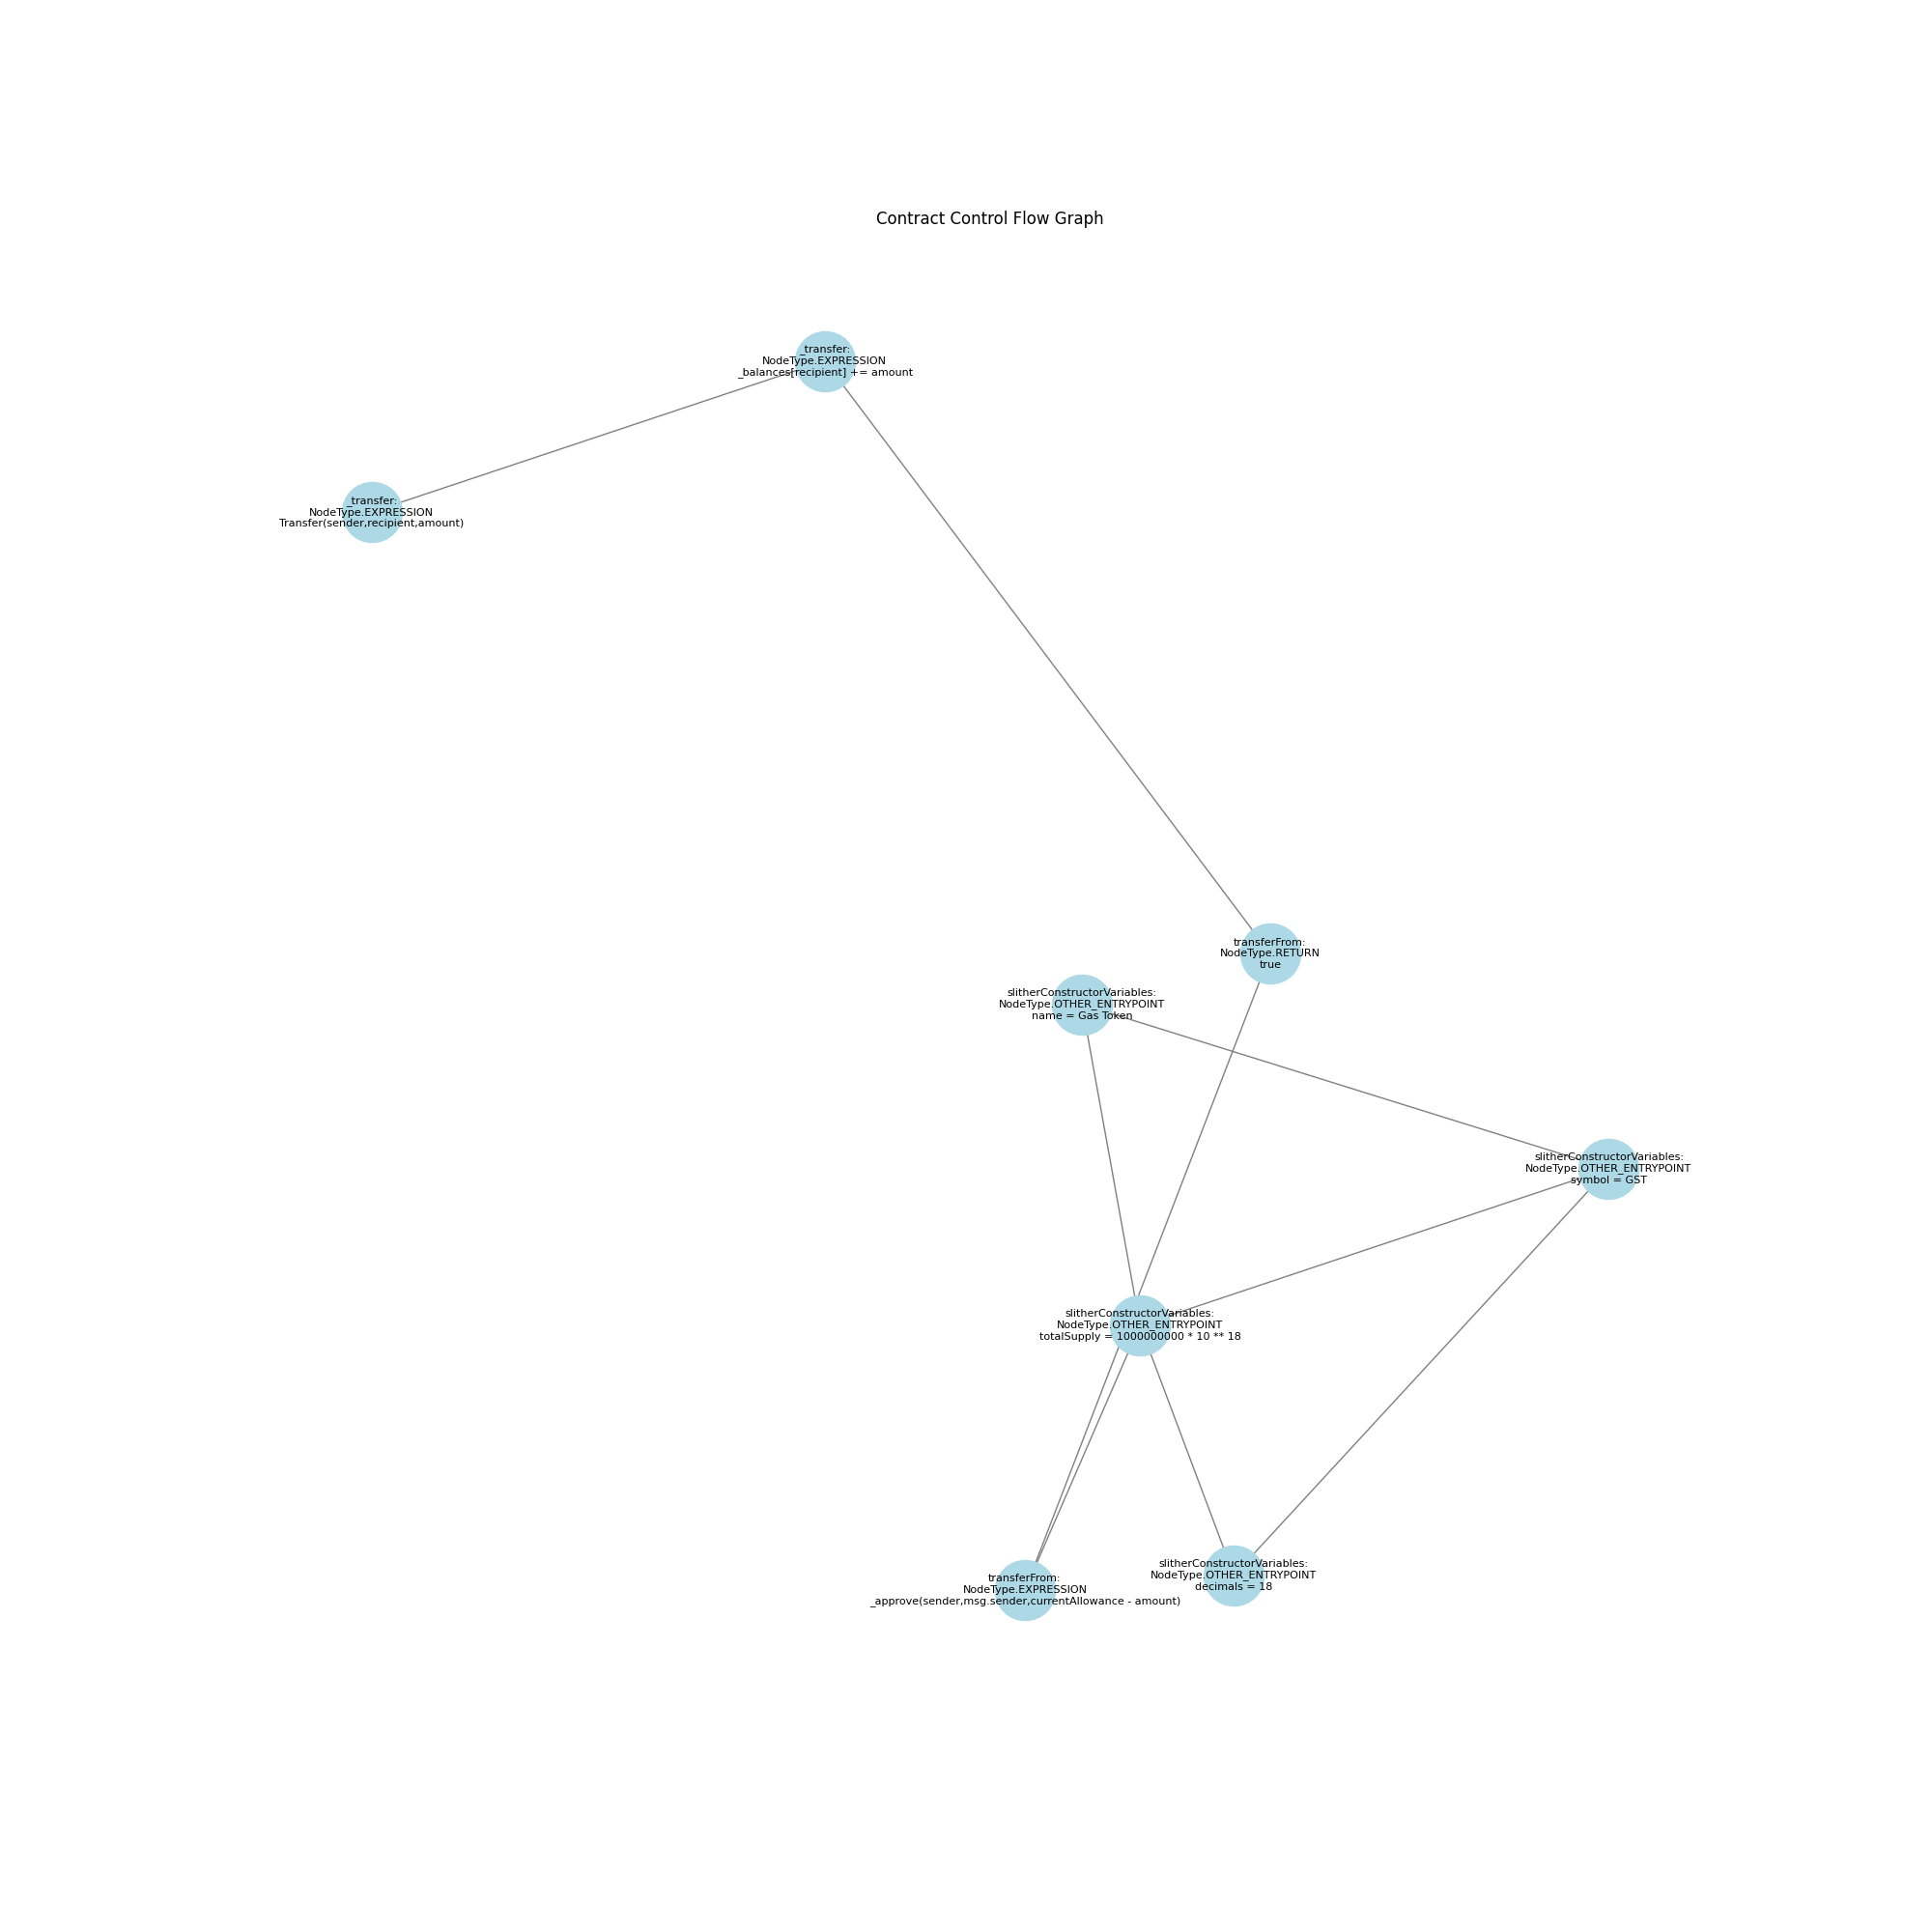 Contract Control Flow Graph
_transfer:
NodeType.EXPRESSION
_balances[recipient] += amount
_transfer:
NodeType.EXPRESSION
Transfer(sender,recipient,amount)
transferFrom:
NodeType.RETURN
true
slitherConstructorVariables:
NodeType.OTHER_ENTRYPOINT
name = Gas Token
slitherConstructorVariables:
NodeType.OTHER_ENTRYPOINT
symbol = GST
slitherConstructorVariables:
NodeType.OTHER_ENTRYPOINT
totalSupply = 1000000000 * 10 ** 18
slitherConstructorVariables:
NodeType.OTHER_ENTRYPOINT
decimals = 18
transferFrom:
NodeType.EXPRESSION
_approve(sender,msg.sender,currentAllowance - amount)